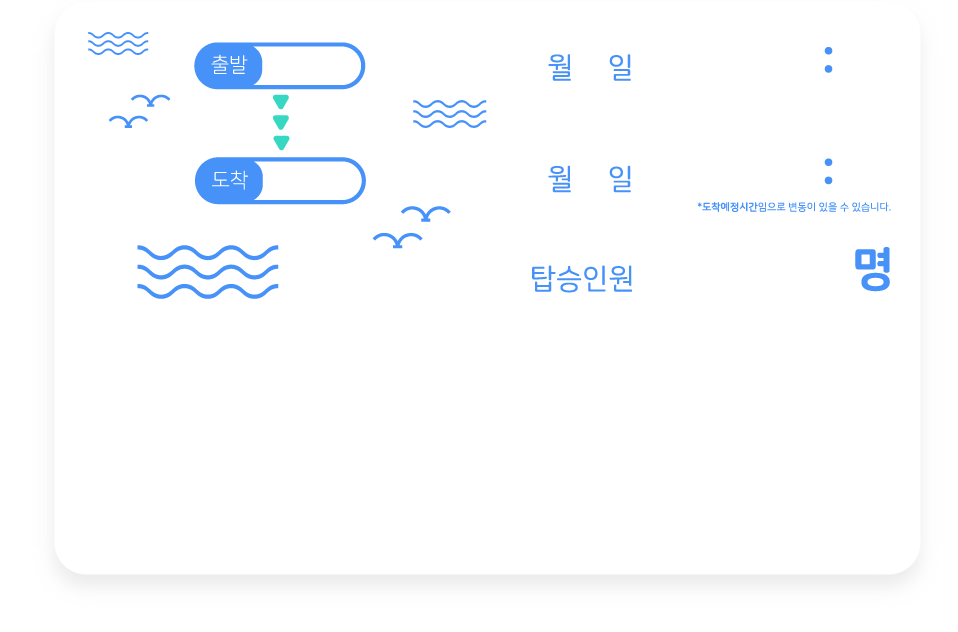 출발 월 일 :
도착 월 일 :
*도착예정시간임으로 변동이 있을 수 있습니다.
탑승인원 명